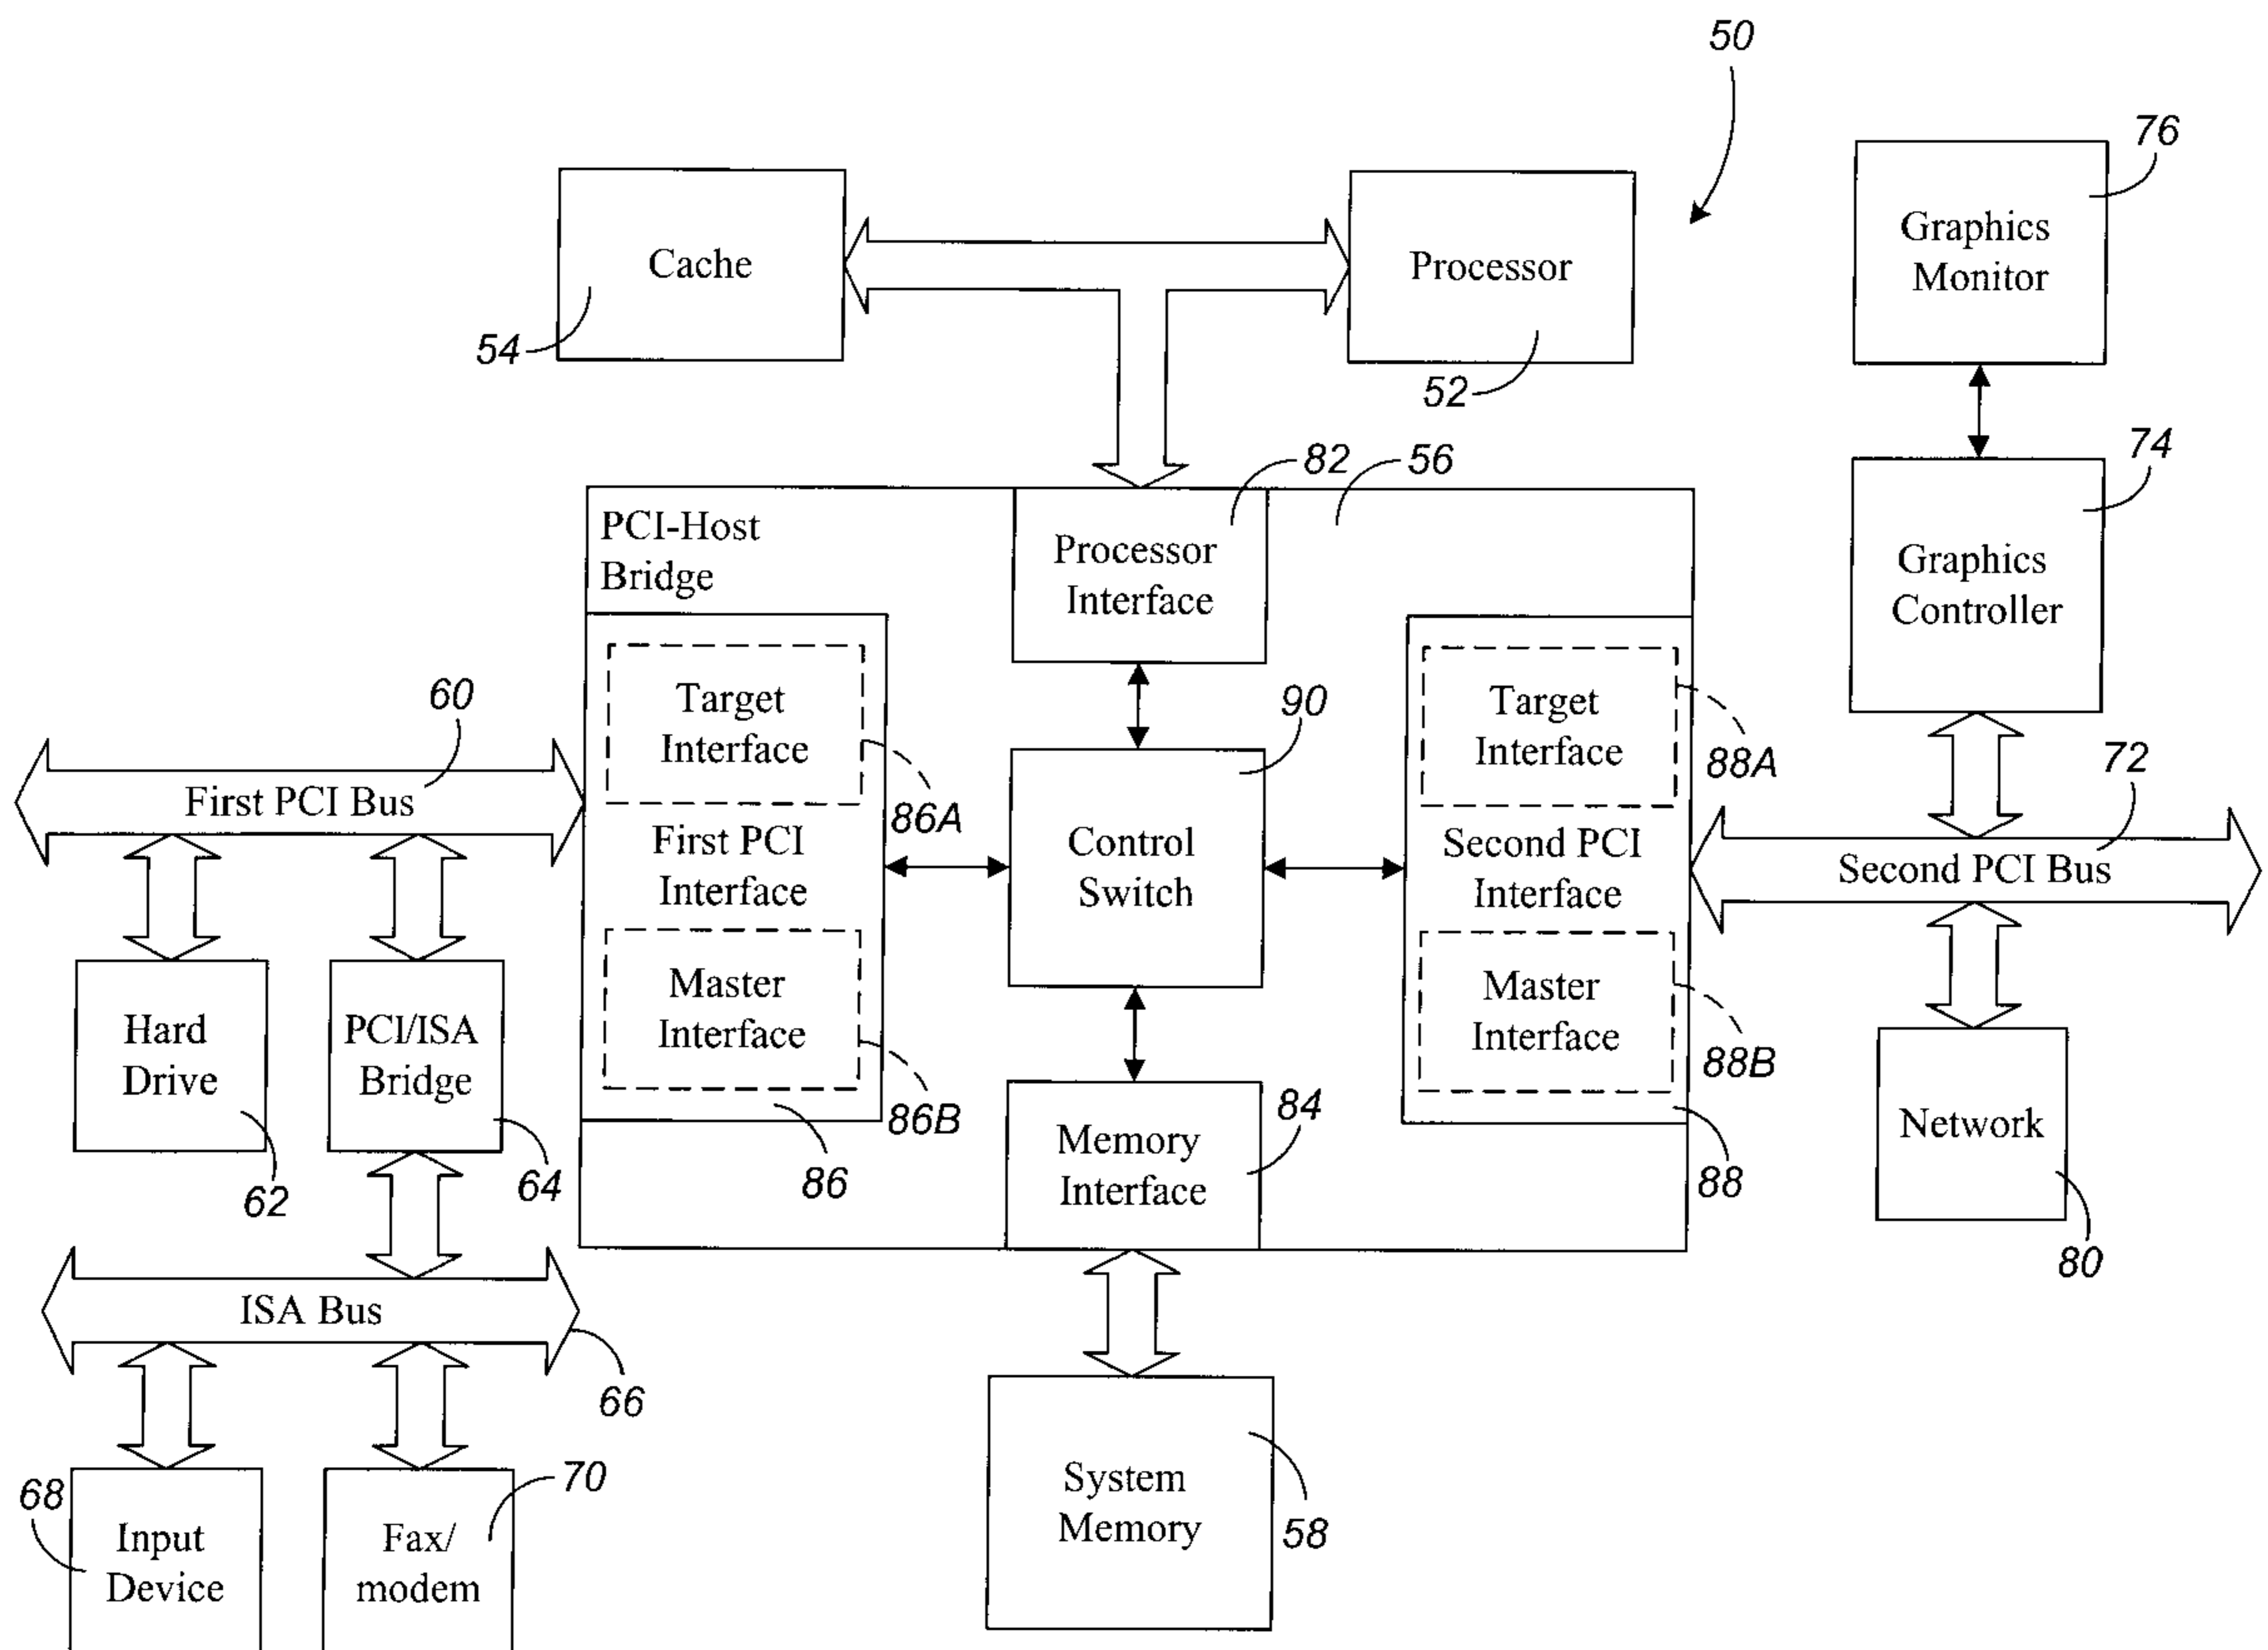 50
76
Graphics
Monitor
Cache
Processor
54
52
74
Graphics
Controller
82
56
PCI-Host
Bridge
Processor
Interface
60
First PCI Bus
Target
Interface
86A
First PCI
Interface
Master
Interface
86B
86
90
Control
Switch
Target
Interface
88A
Second PCI
Interface
Master
Interface
88B
88
72
Second PCI Bus
Hard
Drive
62
PCI/ISA
Bridge
64
Memory
Interface
84
Network
80
ISA Bus
66
68
Input
Device
70
Fax/
modem
System
Memory
58